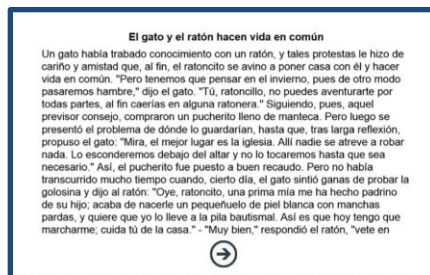 El gato y el ratón hacen vida en común
Un gato había trabado conocimiento con un ratón, y tales protestas le hizo de
cariño y amistad que, al fin, el ratoncito se avino a poner casa con él y hacer
vida en común. "Pero tenemos que pensar en el invierno, pues de otro modo
pasaremos hambre," dijo el gato. "Tú, ratoncillo, no puedes aventurarte por
todas partes, al fin caerías en alguna ratonera." Siguiendo, pues, aquel
previsor consejo, compraron un pucherito lleno de manteca. Pero luego se
presentó el problema de dónde lo guardarían, hasta que, tras larga reflexión,
propuso el gato: "Mira, el mejor lugar es la iglesia. Allí nadie se atreve a robar
nada. Lo esconderemos debajo del altar y no lo tocaremos hasta que sea
necesario." Así, el pucherito fue puesto a buen recaudo. Pero no había
transcurrido mucho tiempo cuando, cierto día, el gato sintió ganas de probar la
golosina y dijo al ratón: "Oye, ratoncito, una prima mía me ha hecho padrino
de su hijo; acaba de nacerle un pequeñuelo de piel blanca con manchas
pardas, y quiere que yo lo lleve a la pila bautismal. Así es que hoy tengo que
marcharme; cuida tú de la casa." - "Muy bien," respondió el ratón, "vete en